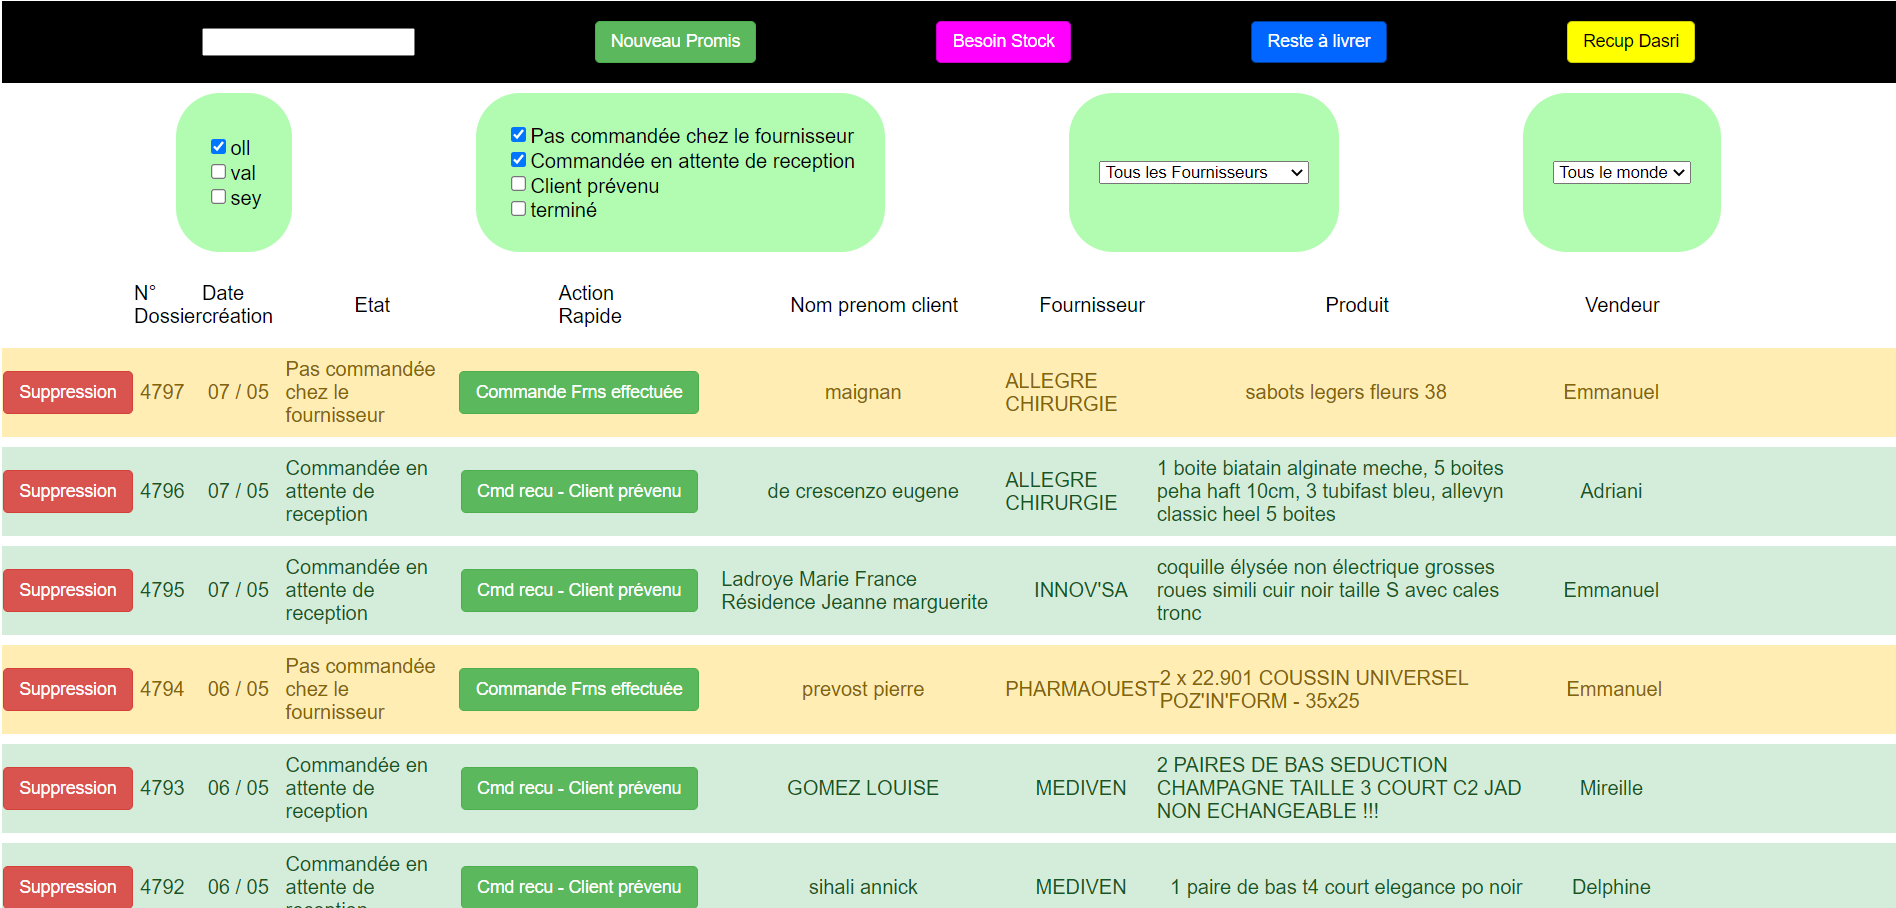 Nouveau Promis
Besoin Stock
Reste à livrer
Recup Dasri
oll
val
sey
Pas commandée chez le fournisseur
Commandée en attente de reception
Client prévenu
terminé
Tous les Fournisseurs
Tous le monde
N°
Dossier
Date
création
Etat
Action
Rapide
Nom prenom client
Fournisseur
Produit
Vendeur
Suppression
4797
07 / 05
Pas commandée
chez le
fournisseur
Commande Frns effectuée
maignan
ALLEGRE
CHIRURGIE
sabots legers fleurs 38
Emmanuel
Suppression
4796
07 / 05
Commandée en
attente de
reception
Cmd recu - Client prévenu
de crescenzo eugene
ALLEGRE
CHIRURGIE
1 boite biatain alginate meche, 5 boites
peha haft 10cm, 3 tubifast bleu, allevyn
classic heel 5 boites
Adriani
Suppression
4795
07 / 05
Commandée en
attente de
reception
Cmd recu - Client prévenu
Ladroye Marie France
Résidence Jeanne marguerite
INNOV'SA
coquille élysée non électrique grosses
roues simili cuir noir taille S avec cales
tronc
Emmanuel
Suppression
4794
06 / 05
Pas commandée
chez le
fournisseur
Commande Frns effectuée
prevost pierre
PHARMAOUEST
2 x 22.901 COUSSIN UNIVERSEL
POZ'IN'FORM - 35x25
Emmanuel
Suppression
4793
06 / 05
Commandée en
attente de
reception
Cmd recu - Client prévenu
GOMEZ LOUISE
MEDIVEN
2 PAIRES DE BAS SEDUCTION
CHAMPAGNE TAILLE 3 COURT C2 JAD
NON ECHANGEABLE !!!
Mireille
Suppression
4792
06 / 05
Commandée en
attente de
reception
Cmd recu - Client prévenu
sihali annick
MEDIVEN
1 paire de bas t4 court elegance po noir
Delphine